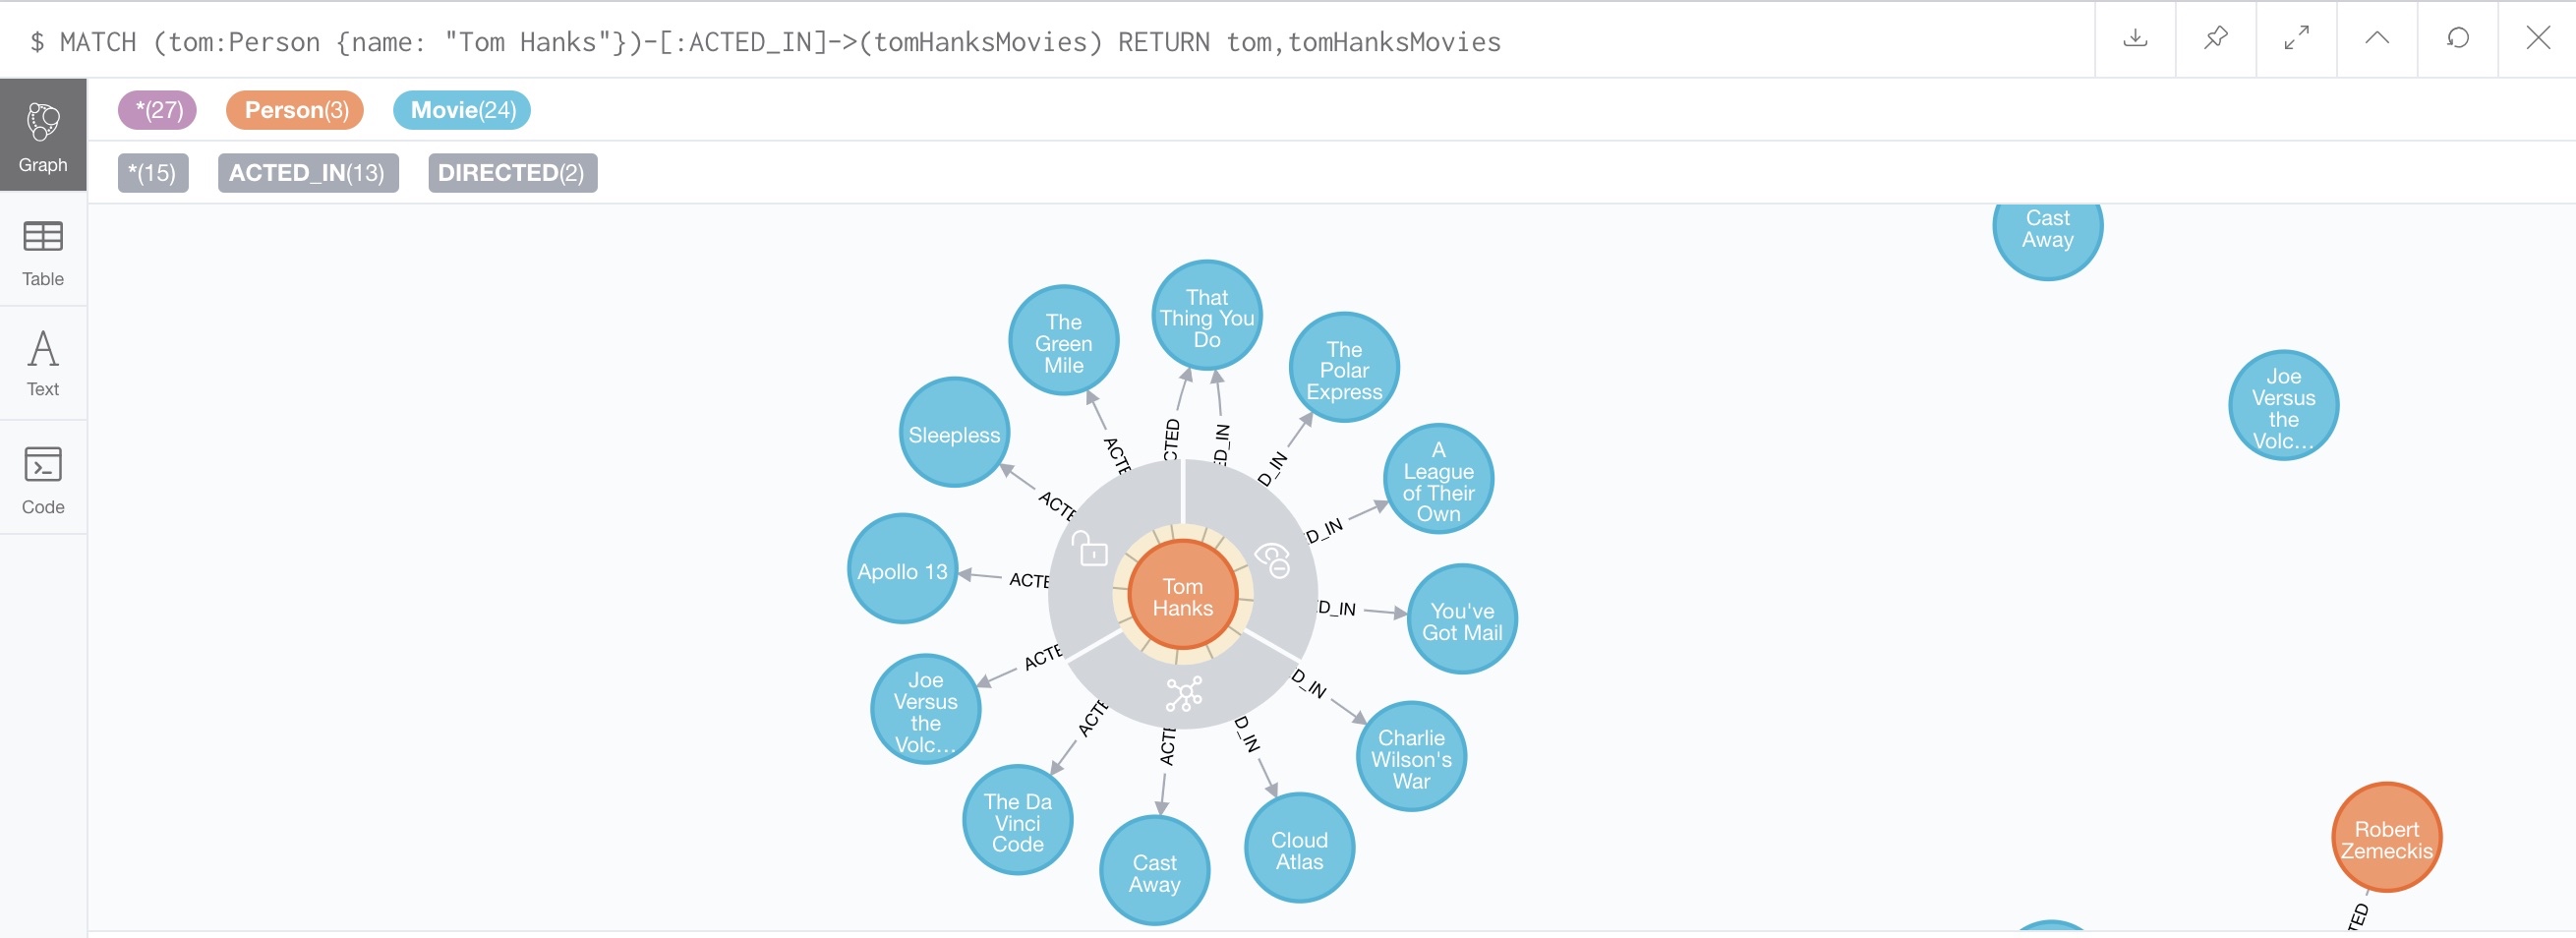 $ MATCH (tom:Person {name: "Tom Hanks"})-[:ACTED_IN]->(tomHanksMovies) RETURN tom,tomHanksMovies
*(27) Person(3) Movie(24)
*(15) ACTED_IN(13) DIRECTED(2)
Graph
Table
Text
Code
Cast
Away
That
Thing You
Do
The
Green
Mile
The
Polar
Express
Joe
Versus
the
Volc...
Sleepless
A
League
of Their
Own
Apollo 13
Tom
Hanks
You've
Got Mail
Joe
Versus
the
Volc...
Charlie
Wilson's
War
The Da
Vinci
Code
Cast
Away
Cloud
Atlas
Robert
Zemeckis
ACTE
CTED
ED_IN
D_IN
ACTE
D_IN
ACTE
D_IN
ACTE
D_IN
ACTE
ACTE
D_IN
TED